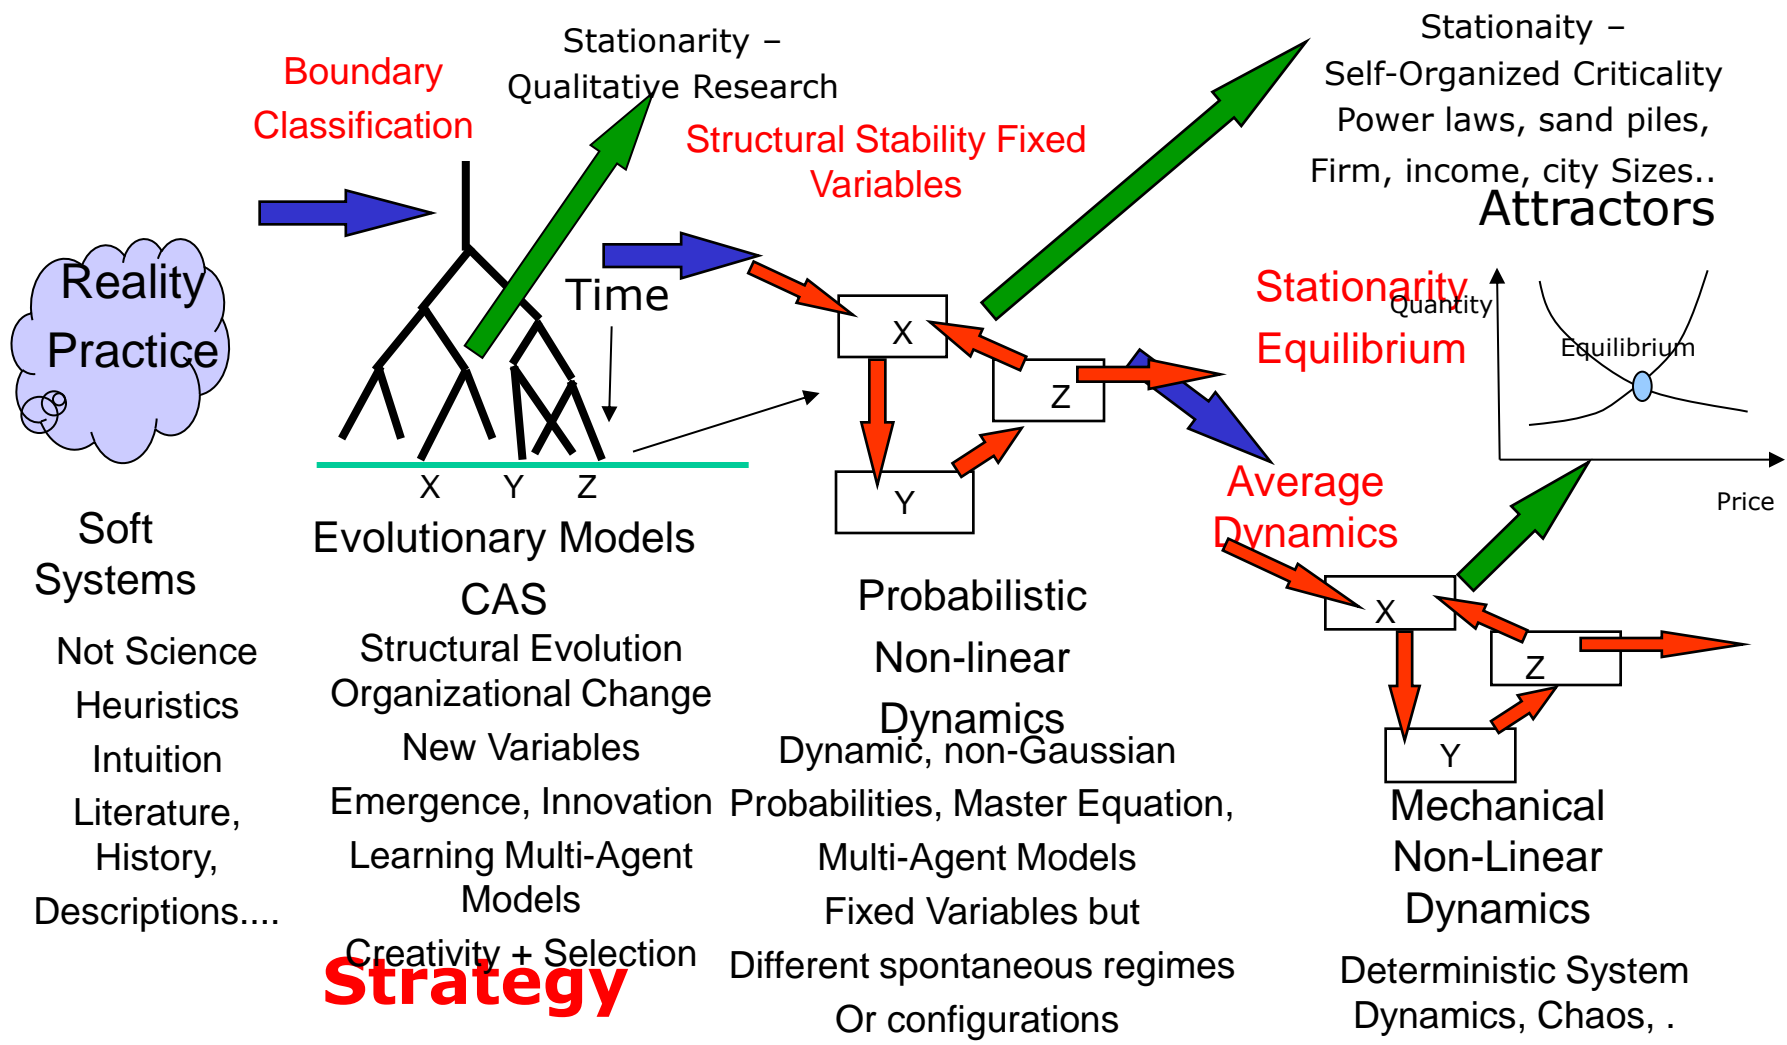 Stationarity –
Qualitative Research
Boundary
Classification
Structural Stability Fixed
Variables
Stationaity –
Self-Organized Criticality
Power laws, sand piles,
Firm, income, city Sizes..
Attractors
Reality
Practice
Time
X
Z
Y
Stationarity
Equilibrium
Quantity
Equilibrium
Price
X Y Z
Average
Dynamics
X
Z
Y
Soft
Systems
Not Science
Heuristics
Intuition
Literature,
History,
Descriptions....
Evolutionary Models
CAS
Structural Evolution
Organizational Change
New Variables
Emergence, Innovation
Learning Multi-Agent
Models
Creativity + Selection
Strategy
Probabilistic
Non-linear
Dynamics
Dynamic, non-Gaussian
Probabilities, Master Equation,
Multi-Agent Models
Fixed Variables but
Different spontaneous regimes
Or configurations
Mechanical
Non-Linear
Dynamics
Deterministic System
Dynamics, Chaos, .